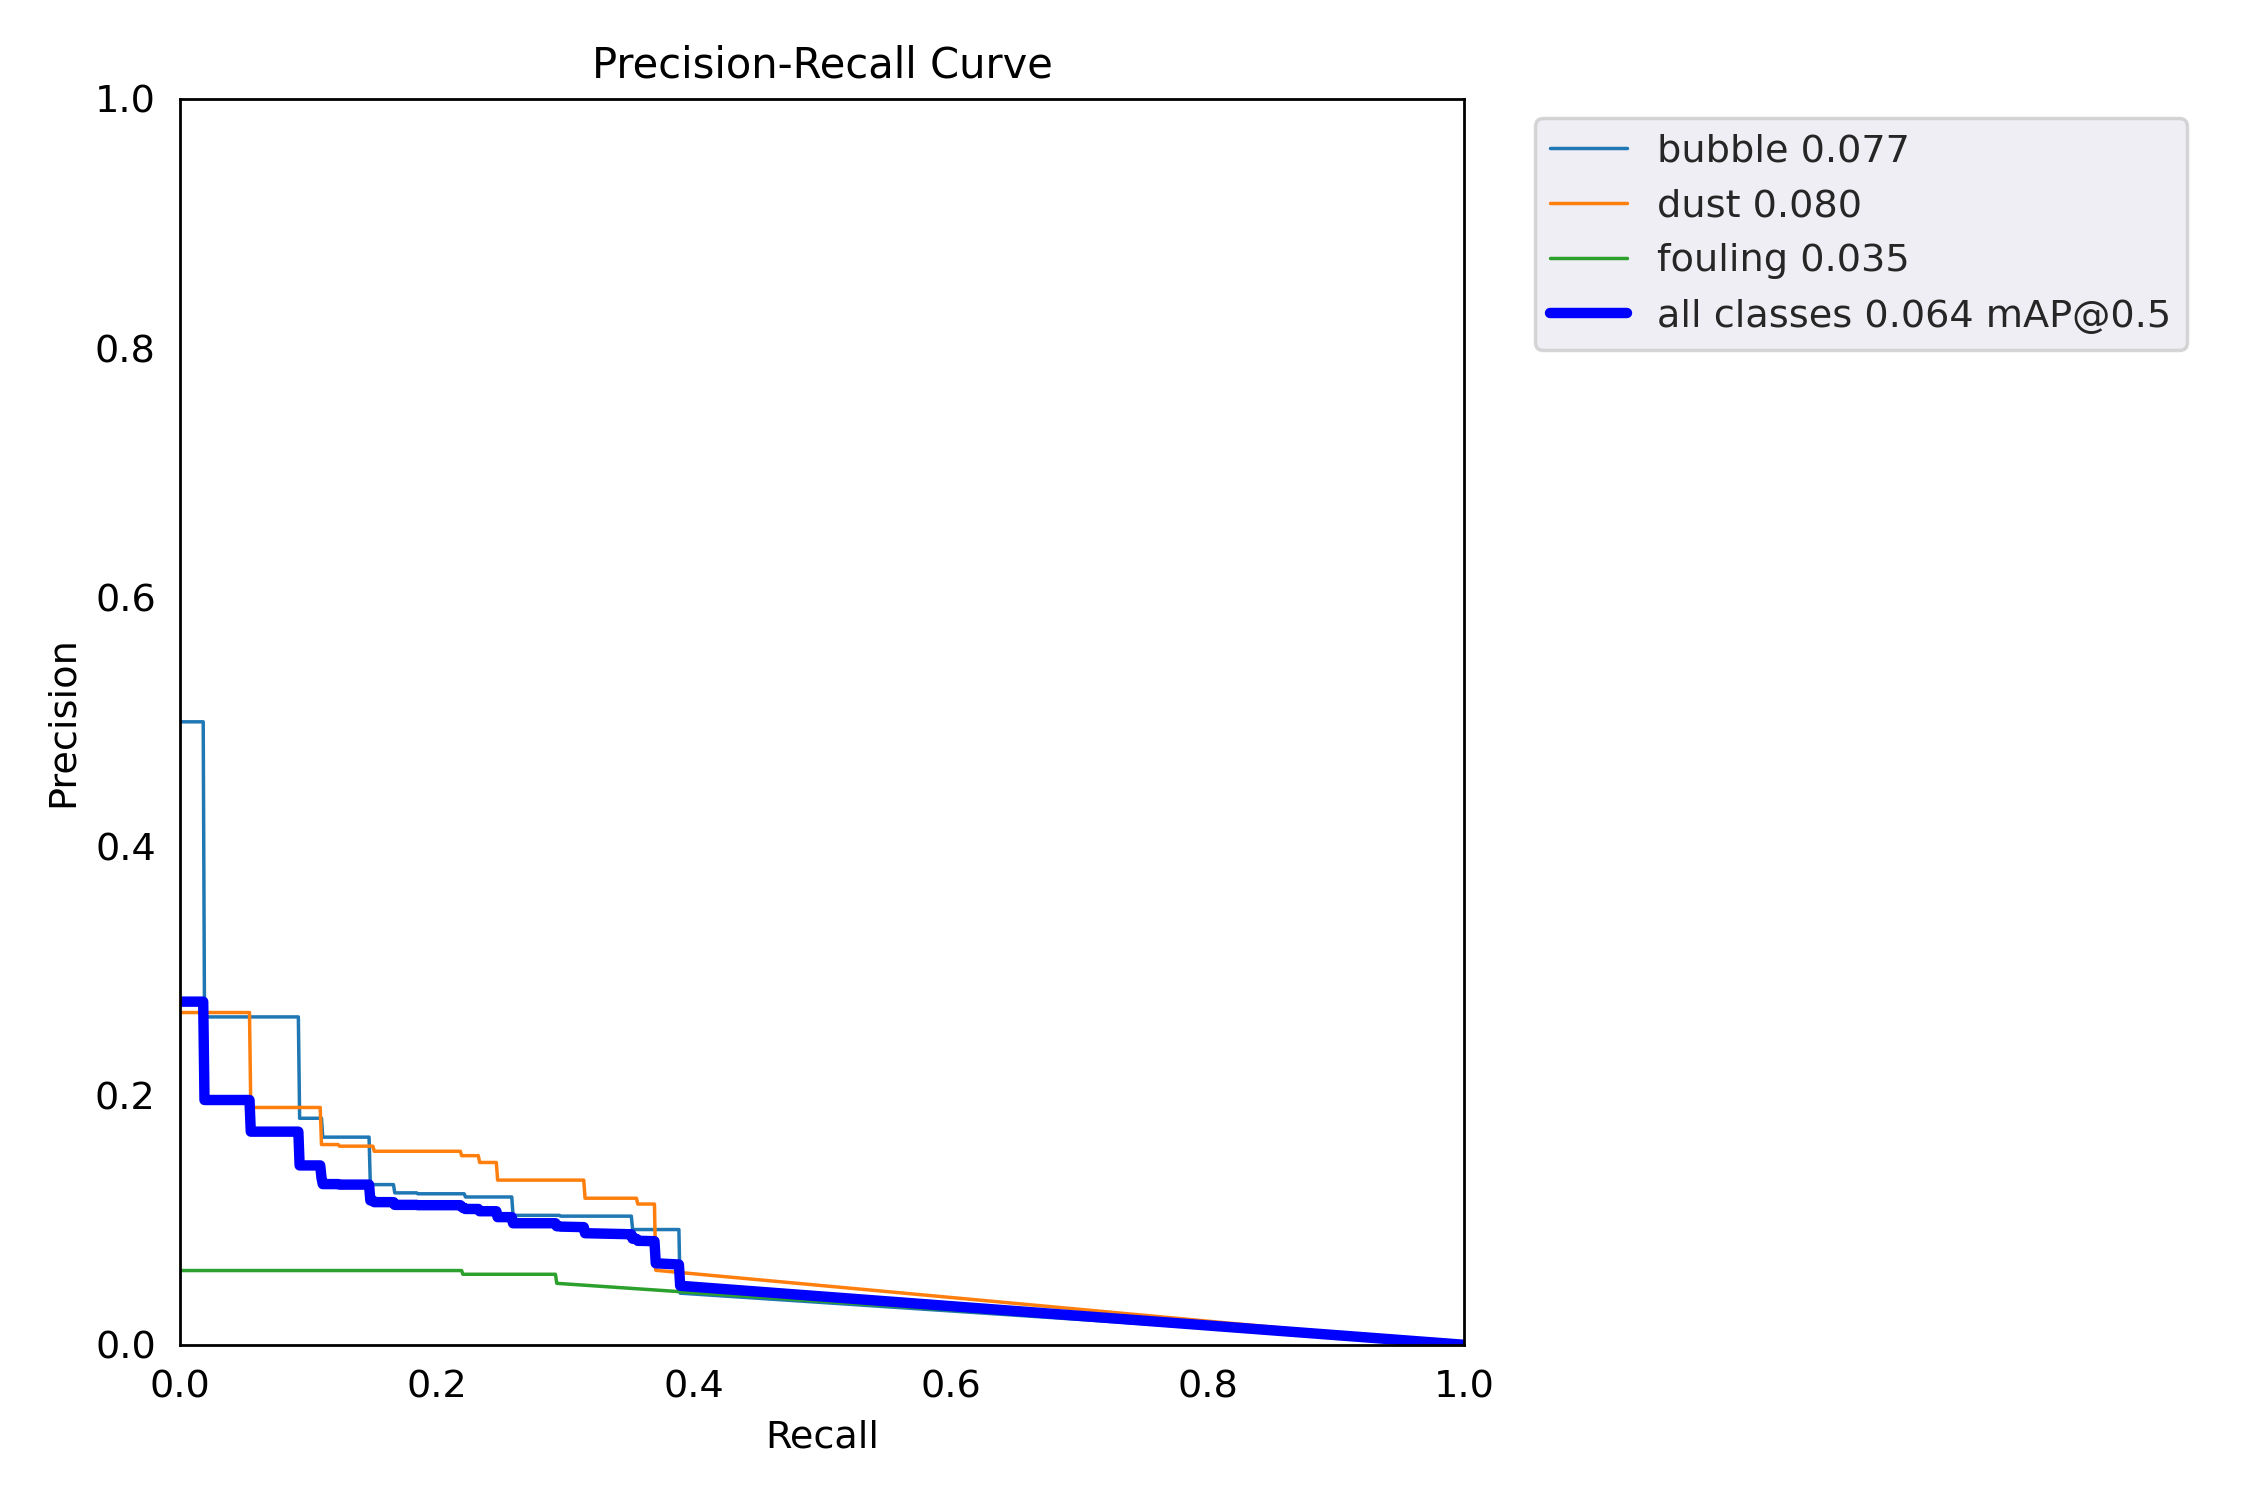 Precision-Recall Curve
1.0
0.8
0.6
0.4
0.2
0.0
Precision
0.0 0.2 0.4 0.6 0.8 1.0
Recall
bubble 0.077
dust 0.080
fouling 0.035
all classes 0.064 mAP@0.5